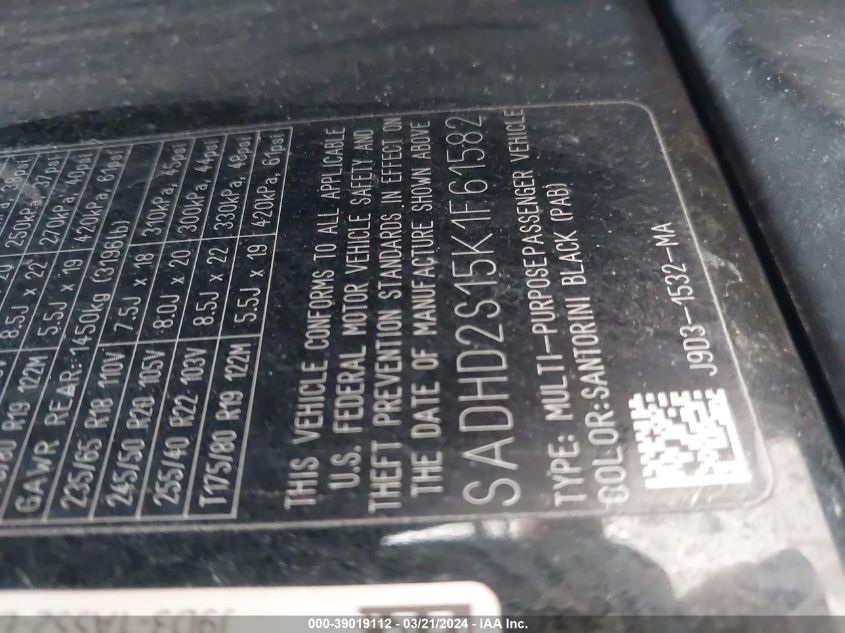 8.5J x 22 250kPa, 37psi
5.5J x 19 270kPa, 40psi
122M 420kPa, 61psi
GAWR REAR: 1450kg (3196lb)
235/65 R18 110V 7.5J x 18 310kPa, 45psi
245/50 R20 105V 8.0J x 20 300kPa, 44psi
255/40 R22 103V 8.5J x 22 330kPa, 48psi
T175/80 R19 122M 5.5J x 19 420kPa, 61psi
THIS VEHICLE CONFORMS TO ALL APPLICABLE
U.S. FEDERAL MOTOR VEHICLE SAFETY AND
THEFT PREVENTION STANDARDS IN EFFECT ON
THE DATE OF MANUFACTURE SHOWN ABOVE
SADHD2S15K1F61582
TYPE: MULTI-PURPOSEPASSENGER VEHICLE
COLOR:SANTORINI BLACK (PAB)
J9D3-1532-MA
000-39019112 - 03/21/2024 - IAAI Inc.